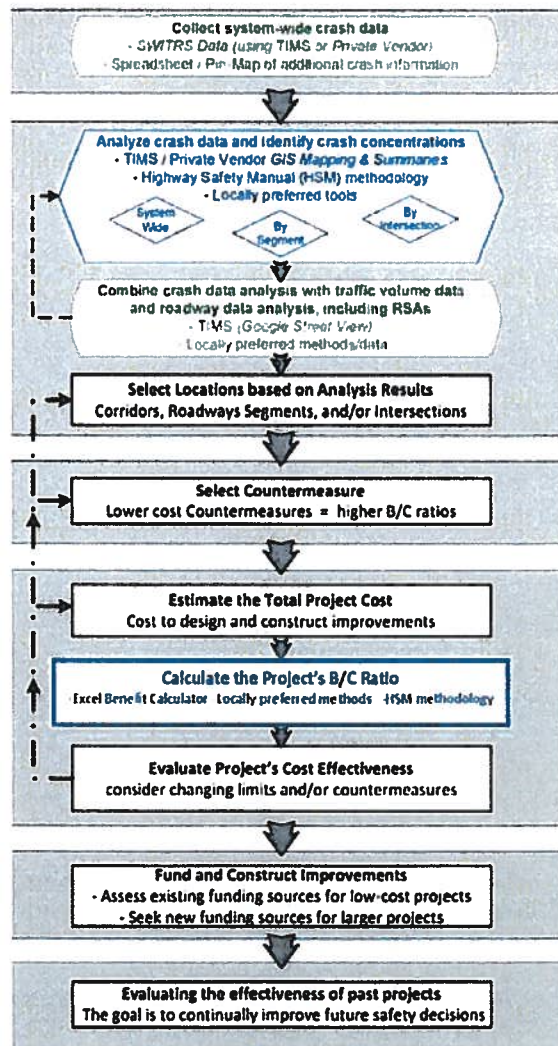 Collect system-wide crash data
- SWITRS Data (using TIMS or Private Vendor)
- Spreadsheet / Pin-Map of additional crash information
Analyze crash data and Identify crash concentrations
- TIMS / Private Vendor GIS Mapping & Summaries
- Highway Safety Manual (HSM) methodology
- Locally preferred tools
System
Wide
By
Segment
By
Intersection
Combine crash data analysis with traffic volume data
and roadway data analysis, including RSAs
- TIMS (Google Street View)
- Locally preferred methods/data
Select Locations based on Analysis Results
Corridors, Roadways Segments, and/or Intersections
Select Countermeasure
Lower cost Countermeasures = higher B/C ratios
Estimate the Total Project Cost
Cost to design and construct improvements
Calculate the Project's B/C Ratio
-Excel Benefit Calculator -Locally preferred methods -HSM methodology
Evaluate Project's Cost Effectiveness
consider changing limits and/or countermeasures
Fund and Construct Improvements
- Assess existing funding sources for low-cost projects
- Seek new funding sources for larger projects
Evaluating the effectiveness of past projects
The goal is to continually improve future safety decisions